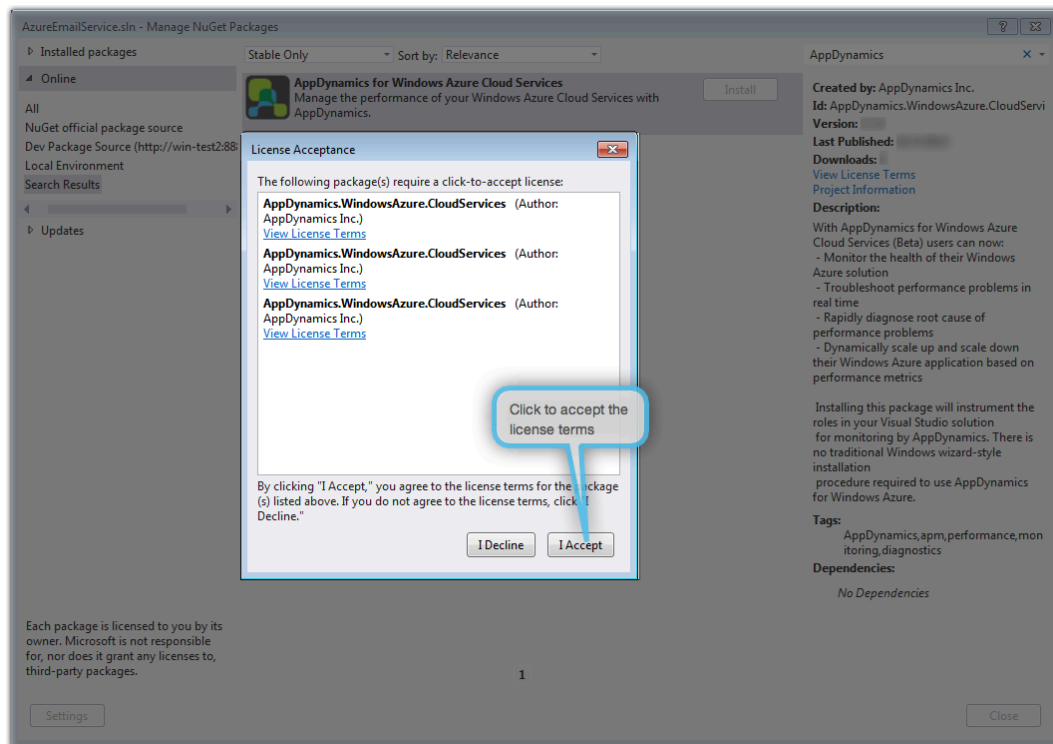 AzureEmailService.sln - Manage NuGet Packages
Installed packages
Online
All
NuGet official package source
Dev Package Source (http://win-test2:88
Local Environment
Search Results
Updates
Each package is licensed to you by its
owner. Microsoft is not responsible
for, nor does it grant any licenses to,
third-party packages.
Settings
Stable Only
Sort by: Relevance
AppDynamics for Windows Azure Cloud Services
Manage the performance of your Windows Azure Cloud Services with
AppDynamics.
Install
License Acceptance
The following package(s) require a click-to-accept license:
AppDynamics.WindowsAzure.CloudServices (Author:
AppDynamics Inc.)
View License Terms
AppDynamics.WindowsAzure.CloudServices (Author:
AppDynamics Inc.)
View License Terms
AppDynamics.WindowsAzure.CloudServices (Author:
AppDynamics Inc.)
View License Terms
Click to accept the
license terms
By clicking "I Accept," you agree to the license terms for the package
(s) listed above. If you do not agree to the license terms, click "I
Decline."
I Decline
I Accept
1
AppDynamics
Created by: AppDynamics Inc.
Id: AppDynamics.WindowsAzure.CloudServi
Version:
Last Published:
Downloads:
View License Terms
Project Information
Description:
With AppDynamics for Windows Azure
Cloud Services (Beta) users can now:
- Monitor the health of their Windows
Azure solution
- Troubleshoot performance problems in
real time
- Rapidly diagnose root cause of
performance problems
- Dynamically scale up and scale down
their Windows Azure application based on
performance metrics
Installing this package will instrument the
roles in your Visual Studio solution
for monitoring by AppDynamics. There is
no traditional Windows wizard-style
installation
procedure required to use AppDynamics
for Windows Azure.
Tags:
AppDynamics,apm,performance,mon
itoring,diagnostics
Dependencies:
No Dependencies
Close